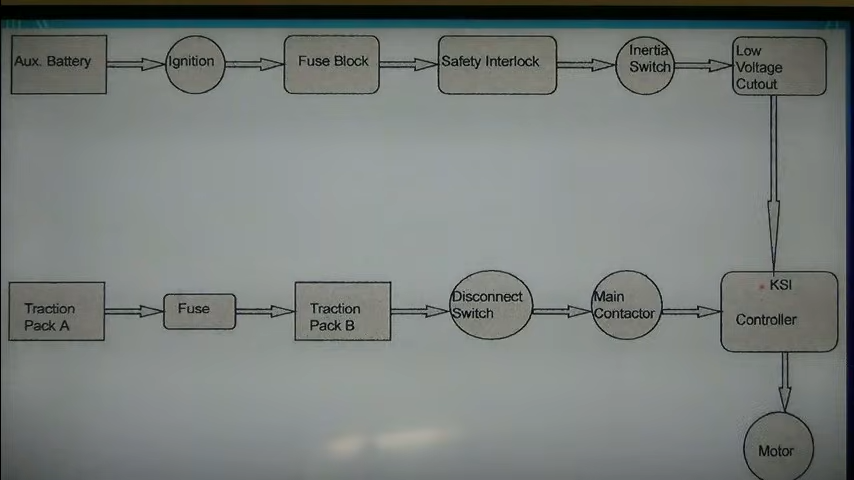 Aux. Battery
Ignition
Fuse Block
Safety Interlock
Inertia
Switch
Low
Voltage
Cutout
Traction
Pack A
Fuse
Traction
Pack B
Disconnect
Switch
Main
Contactor
KSI
Controller
Motor